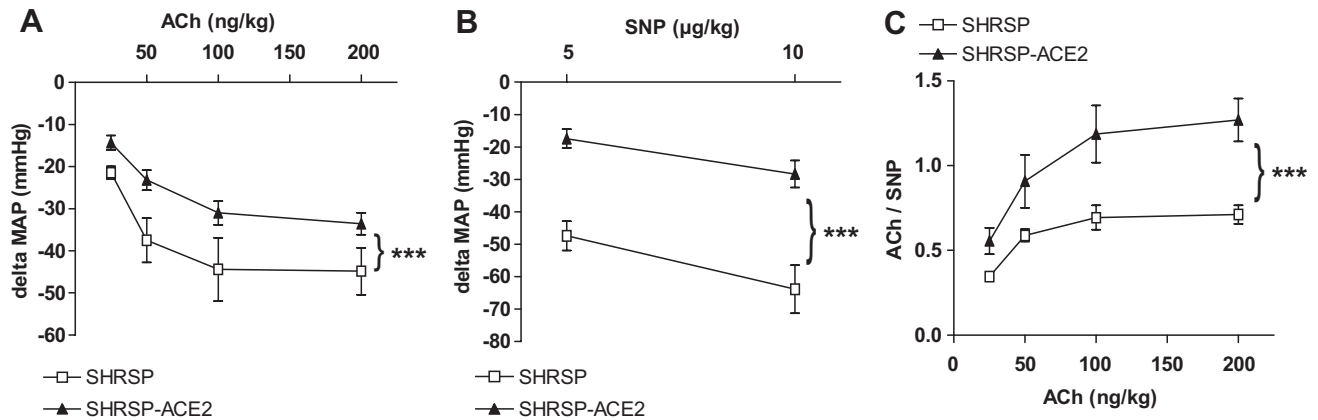 A
ACh (ng/kg)
50 100 150 200
0
-10
-20
-30
-40
-50
-60
delta MAP (mmHg)
***
SHRSP
SHRSP-ACE2
B
SNP (µg/kg)
5 10
0
-10
-20
-30
-40
-50
-60
-70
-80
delta MAP (mmHg)
***
SHRSP
SHRSP-ACE2
C
SHRSP
SHRSP-ACE2
1.5
1.0
0.5
0.0
ACh / SNP
***
0 50 100 150 200
ACh (ng/kg)